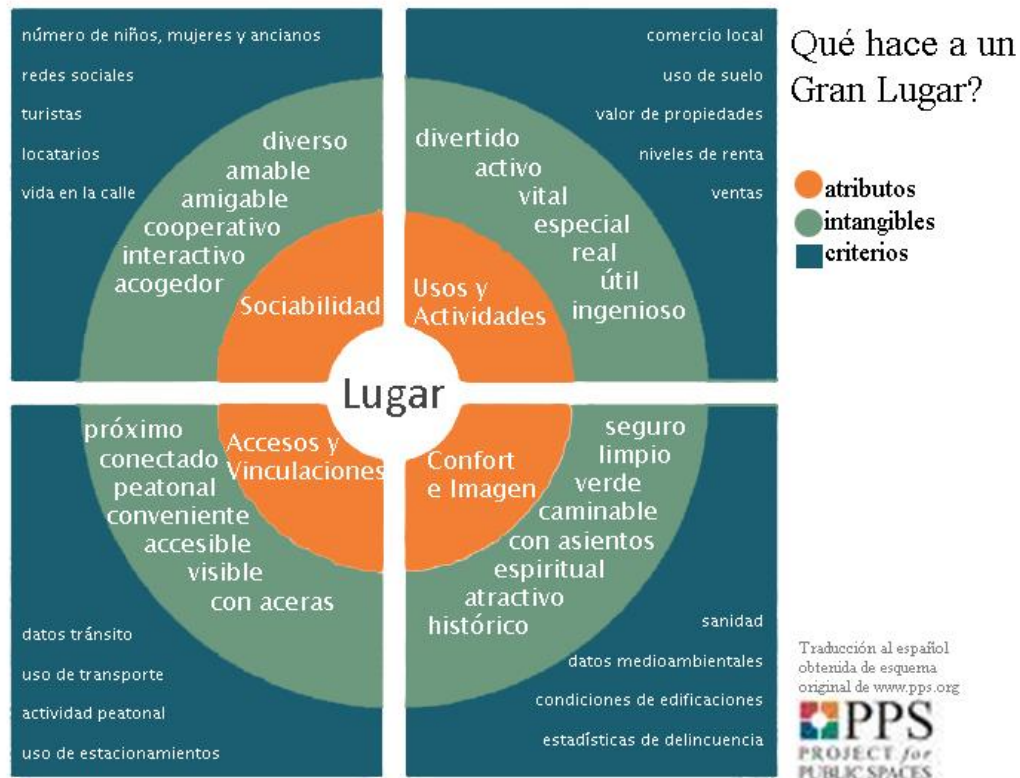 número de niños, mujeres y ancianos
redes sociales
turistas
locatarios
vida en la calle
diverso
amable
amigable
cooperativo
interactivo
acogedor
Sociabilidad
comercio local
uso de suelo
valor de propiedades
niveles de renta
ventas
divertido
activo
vital
especial
real
útil
ingenioso
Usos y
Actividades
Qué hace a un
Gran Lugar?
atributos
intangibles
criterios
Lugar
próximo
conectado
peatonal
conveniente
accesible
visible
con aceras
Accesos y
Vinculaciones
datos tránsito
uso de transporte
actividad peatonal
uso de estacionamientos
Confort
e Imagen
seguro
limpio
verde
caminable
con asientos
espiritual
atractivo
histórico
sanidad
datos medioambientales
condiciones de edificaciones
estadísticas de delincuencia
Traducción al español
obtenida de esquema
original de www.pps.org
PPS
PROJECT for
PUBLIC SPACES